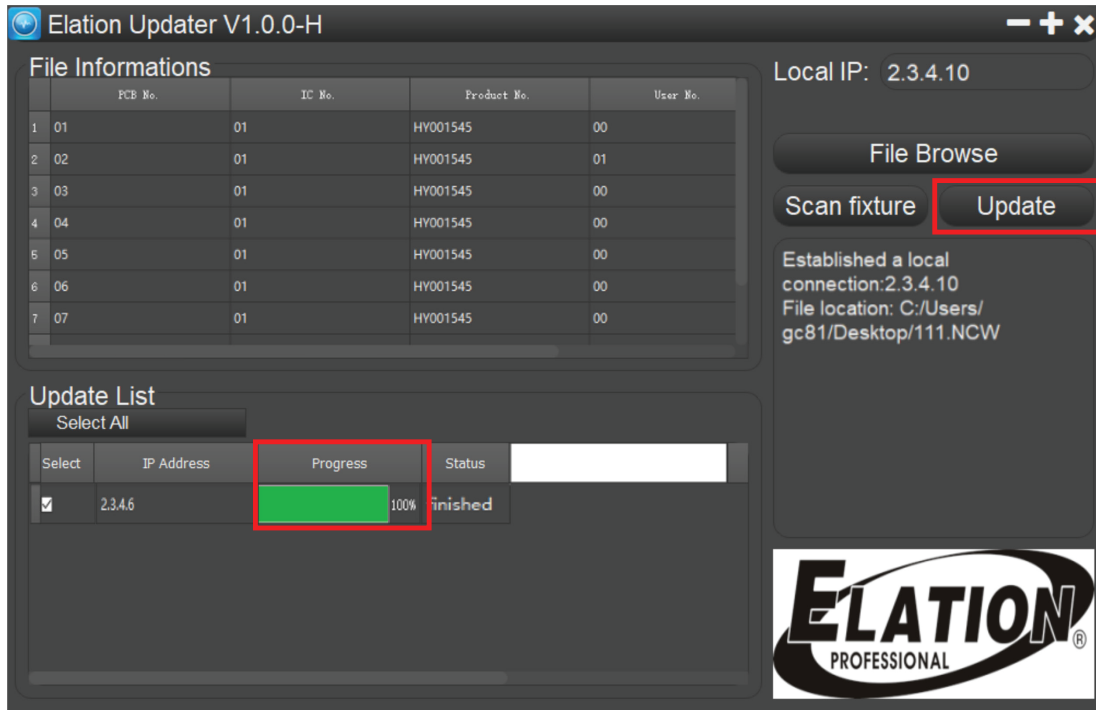 Elation Updater V1.0.0-H
File Informations
PCB No. IC No. Product No. User No.
1 01 01 HY001545 00
2 02 01 HY001545 01
3 03 01 HY001545 00
4 04 01 HY001545 00
5 05 01 HY001545 00
6 06 01 HY001545 00
7 07 01 HY001545 00
Update List
Select All
Select IP Address Progress Status
2.3.4.6 100% finished
Local IP: 2.3.4.10
File Browse
Scan fixture Update
Established a local
connection:2.3.4.10
File location: C:/Users/
gc81/Desktop/111.NCW
ELATION
PROFESSIONAL ®